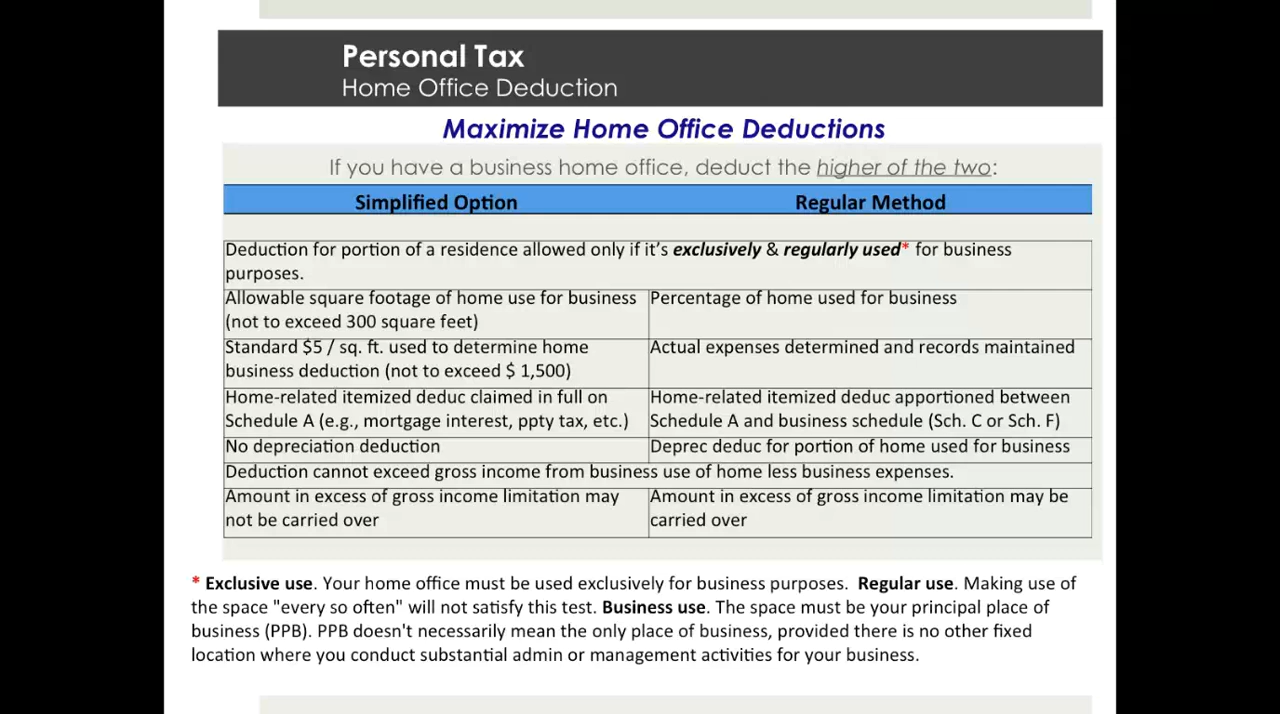 Personal Tax
Home Office Deduction
Maximize Home Office Deductions
If you have a business home office, deduct the higher of the two:
Simplified Option Regular Method
Deduction for portion of a residence allowed only if it's exclusively & regularly used* for business
purposes.
Allowable square footage of home use for business
(not to exceed 300 square feet)
Percentage of home used for business
Standard $5 / sq. ft. used to determine home
business deduction (not to exceed $ 1,500)
Actual expenses determined and records maintained
Home-related itemized deduc claimed in full on
Schedule A (e.g., mortgage interest, ppty tax, etc.)
Home-related itemized deduc apportioned between
Schedule A and business schedule (Sch. C or Sch. F)
No depreciation deduction
Deprec deduc for portion of home used for business
Deduction cannot exceed gross income from business use of home less business expenses.
Amount in excess of gross income limitation may
not be carried over
Amount in excess of gross income limitation may be
carried over
* Exclusive use. Your home office must be used exclusively for business purposes. Regular use. Making use of
the space "every so often" will not satisfy this test. Business use. The space must be your principal place of
business (PPB). PPB doesn't necessarily mean the only place of business, provided there is no other fixed
location where you conduct substantial admin or management activities for your business.